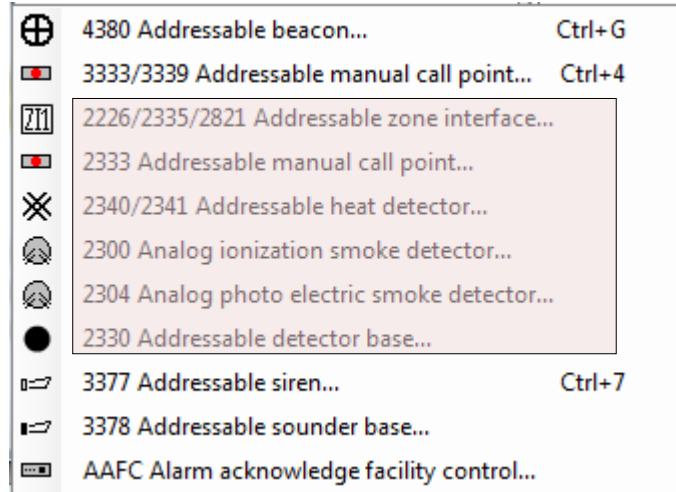 4380 Addressable beacon... Ctrl+G
3333/3339 Addressable manual call point... Ctrl+4
2226/2335/2821 Addressable zone interface...
2333 Addressable manual call point...
2340/2341 Addressable heat detector...
2300 Analog ionization smoke detector...
2304 Analog photo electric smoke detector...
2330 Addressable detector base...
3377 Addressable siren... Ctrl+7
3378 Addressable sounder base...
AAFC Alarm acknowledge facility control...